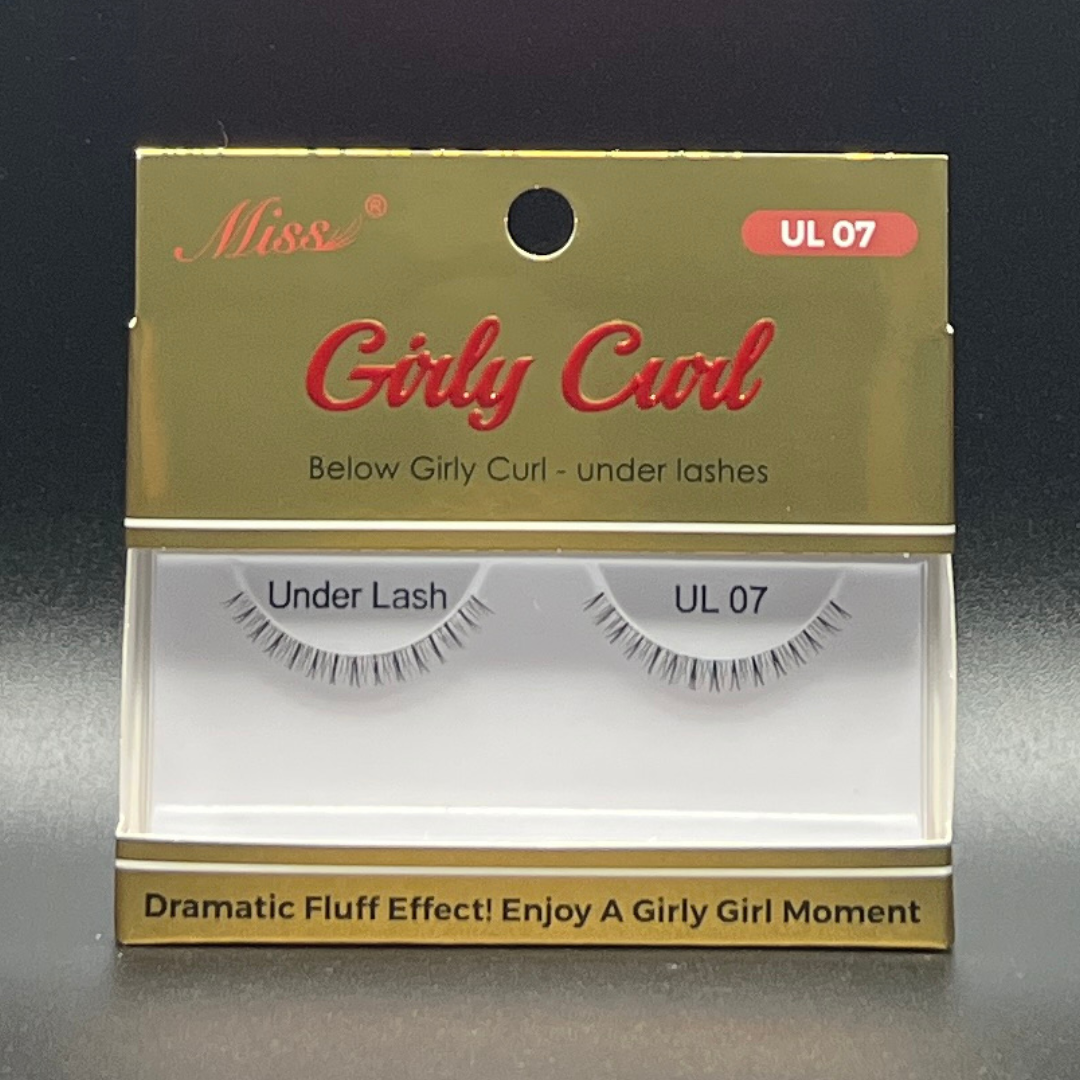 Miss®
UL 07
Girly Curl
Below Girly Curl - under lashes
Under Lash
UL 07
Dramatic Fluff Effect! Enjoy A Girly Girl Moment